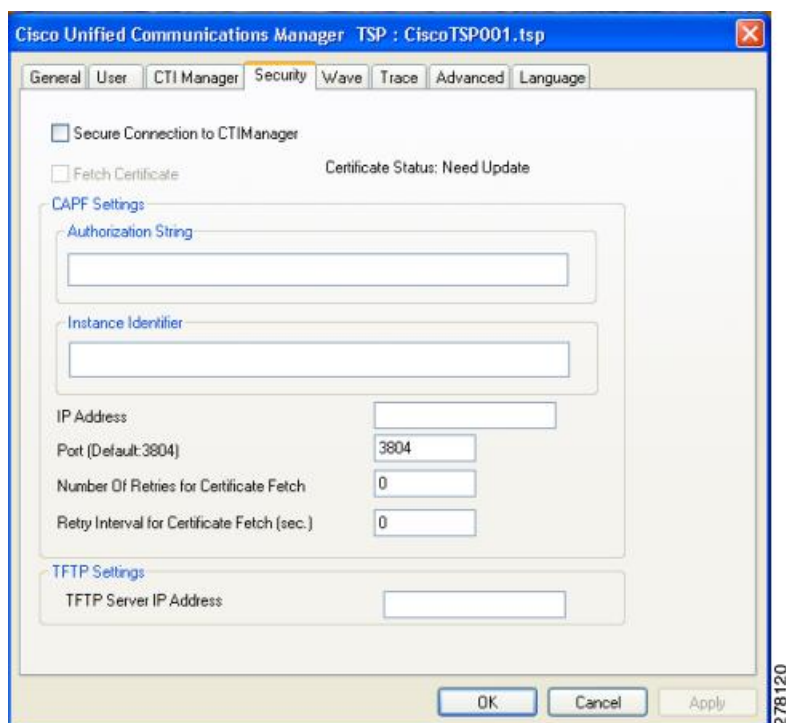 Cisco Unified Communications Manager TSP : CiscoTSP001.tsp
General User CTI Manager Security Wave Trace Advanced Language
Secure Connection to CTIManager
Fetch Certificate Certificate Status: Need Update
CAPF Settings
Authorization String
Instance Identifier
IP Address
Port (Default:3804) 3804
Number Of Retries for Certificate Fetch 0
Retry Interval for Certificate Fetch (sec.) 0
TFTP Settings
TFTP Server IP Address
OK Cancel Apply
278120